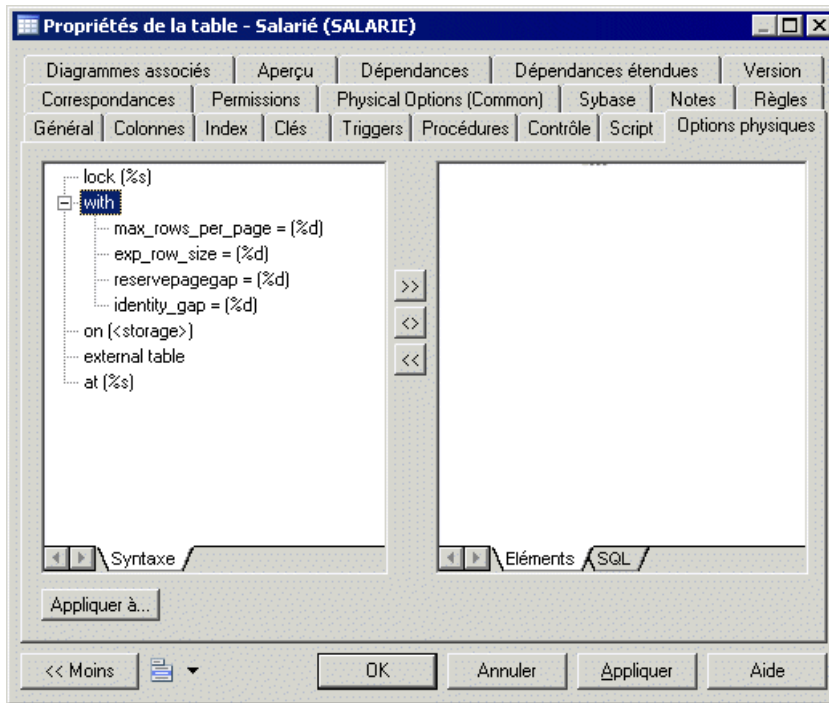 Propriétés de la table - Salarié (SALARIE)
Diagrammes associés Aperçu Dépendances Dépendances étendues Version
Correspondances Permissions Physical Options (Common) Sybase Notes Règles
Général Colonnes Index Clés Triggers Procédures Contrôle Script Options physiques
lock (%s)
with
max_rows_per_page = (%d)
exp_row_size = (%d)
reservepagegap = (%d)
identity_gap = (%d)
on (<storage>)
external table
at (%s)
>>
<>
<<
Syntaxe
Eléments SQL
Appliquer à...
<< Moins OK Annuler Appliquer Aide